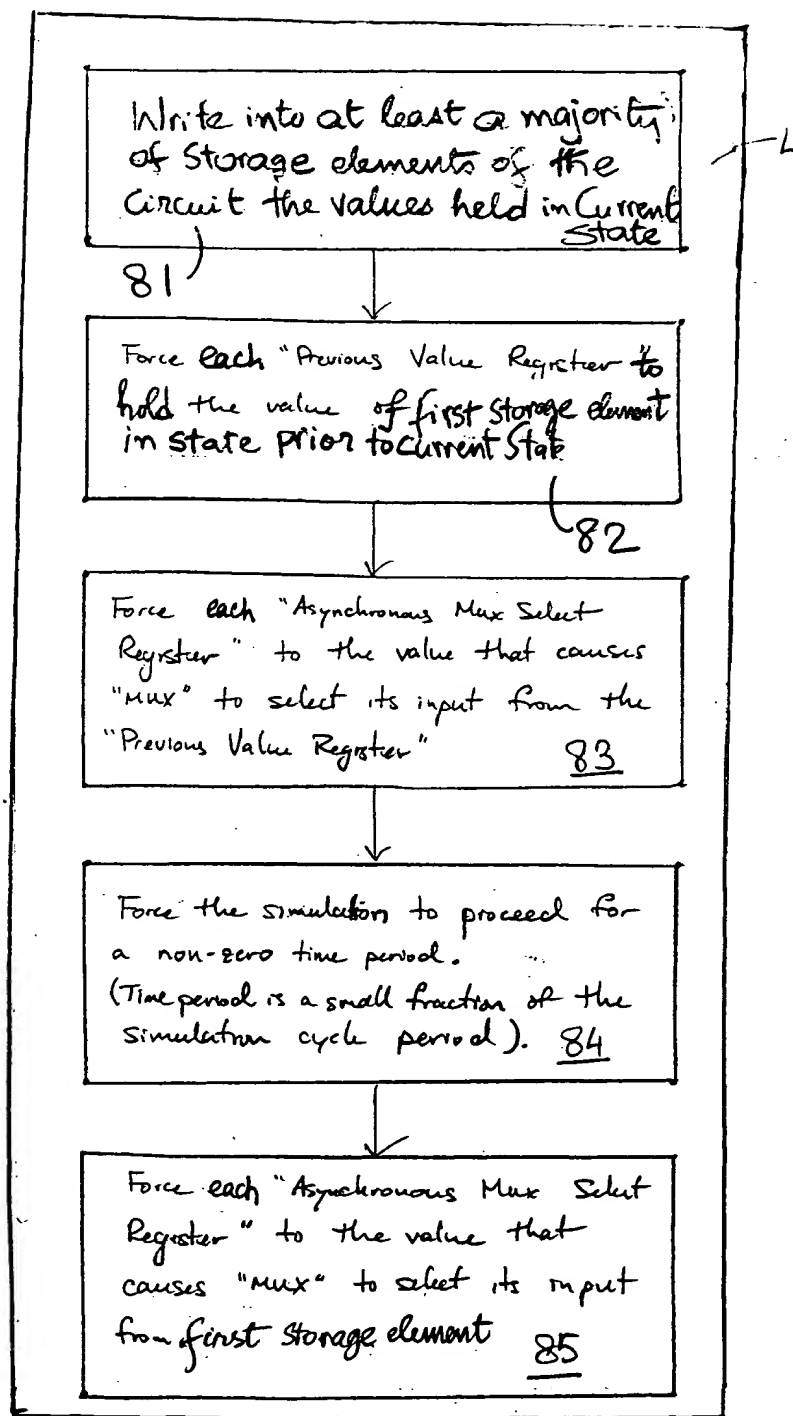 Write into at least a majority
of Storage elements of the
Circuit the values held in Current
State
81
Force each "Previous Value Register" to
hold the value of first storage element
in state prior to current State
82
Force each "Asynchronous Mux Select
Register" to the value that causes
"MUX" to select its input from the
"Previous Value Register"
83
Force the simulation to proceed for
a non-zero time period.
(Time period is a small fraction of the
simulation cycle period).
84
Force each "Asynchronous Mux Select
Register" to the value that
causes "MUX" to select its input
from first storage element
85